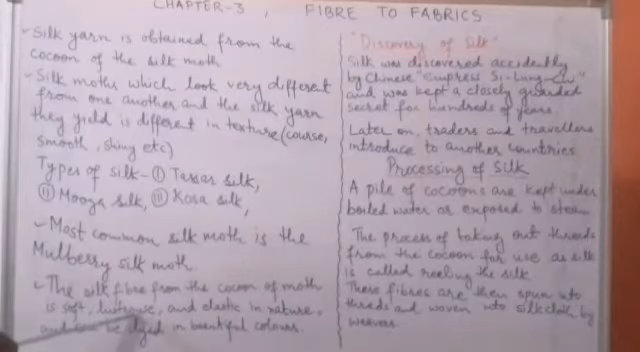 CHAPTER-3, FIBRE TO FABRICS
- Silk yarn is obtained from the
cocoon of the silk moth
- Silk moths which look very different
from one another and the silk yarn
they yield is different in texture (coarse,
smooth, shiny etc)
Types of silk - (i) Tassar silk,
(ii) Mooga silk, (iii) Kosa silk,
- Most common silk moth is the
Mulberry silk moth.
- The silk fibre from the cocoon of moth
is soft, lustrous, and elastic in nature,
and can be dyed in beautiful colours.
"Discovery of Silk"
Silk was discovered accidently
by Chinese "Empress Si-lung-
and was kept a closely guarded
secret for hundreds of years.
Later on, traders and travellers
introduce to another countries
Processing of Silk
A pile of cocoons are kept under
boiled water or exposed to steam
The process of taking out threads
from the cocoon for use as silk
is called reeling the silk.
These fibres are then spun into
threads and woven into silk cloth by
weavers.